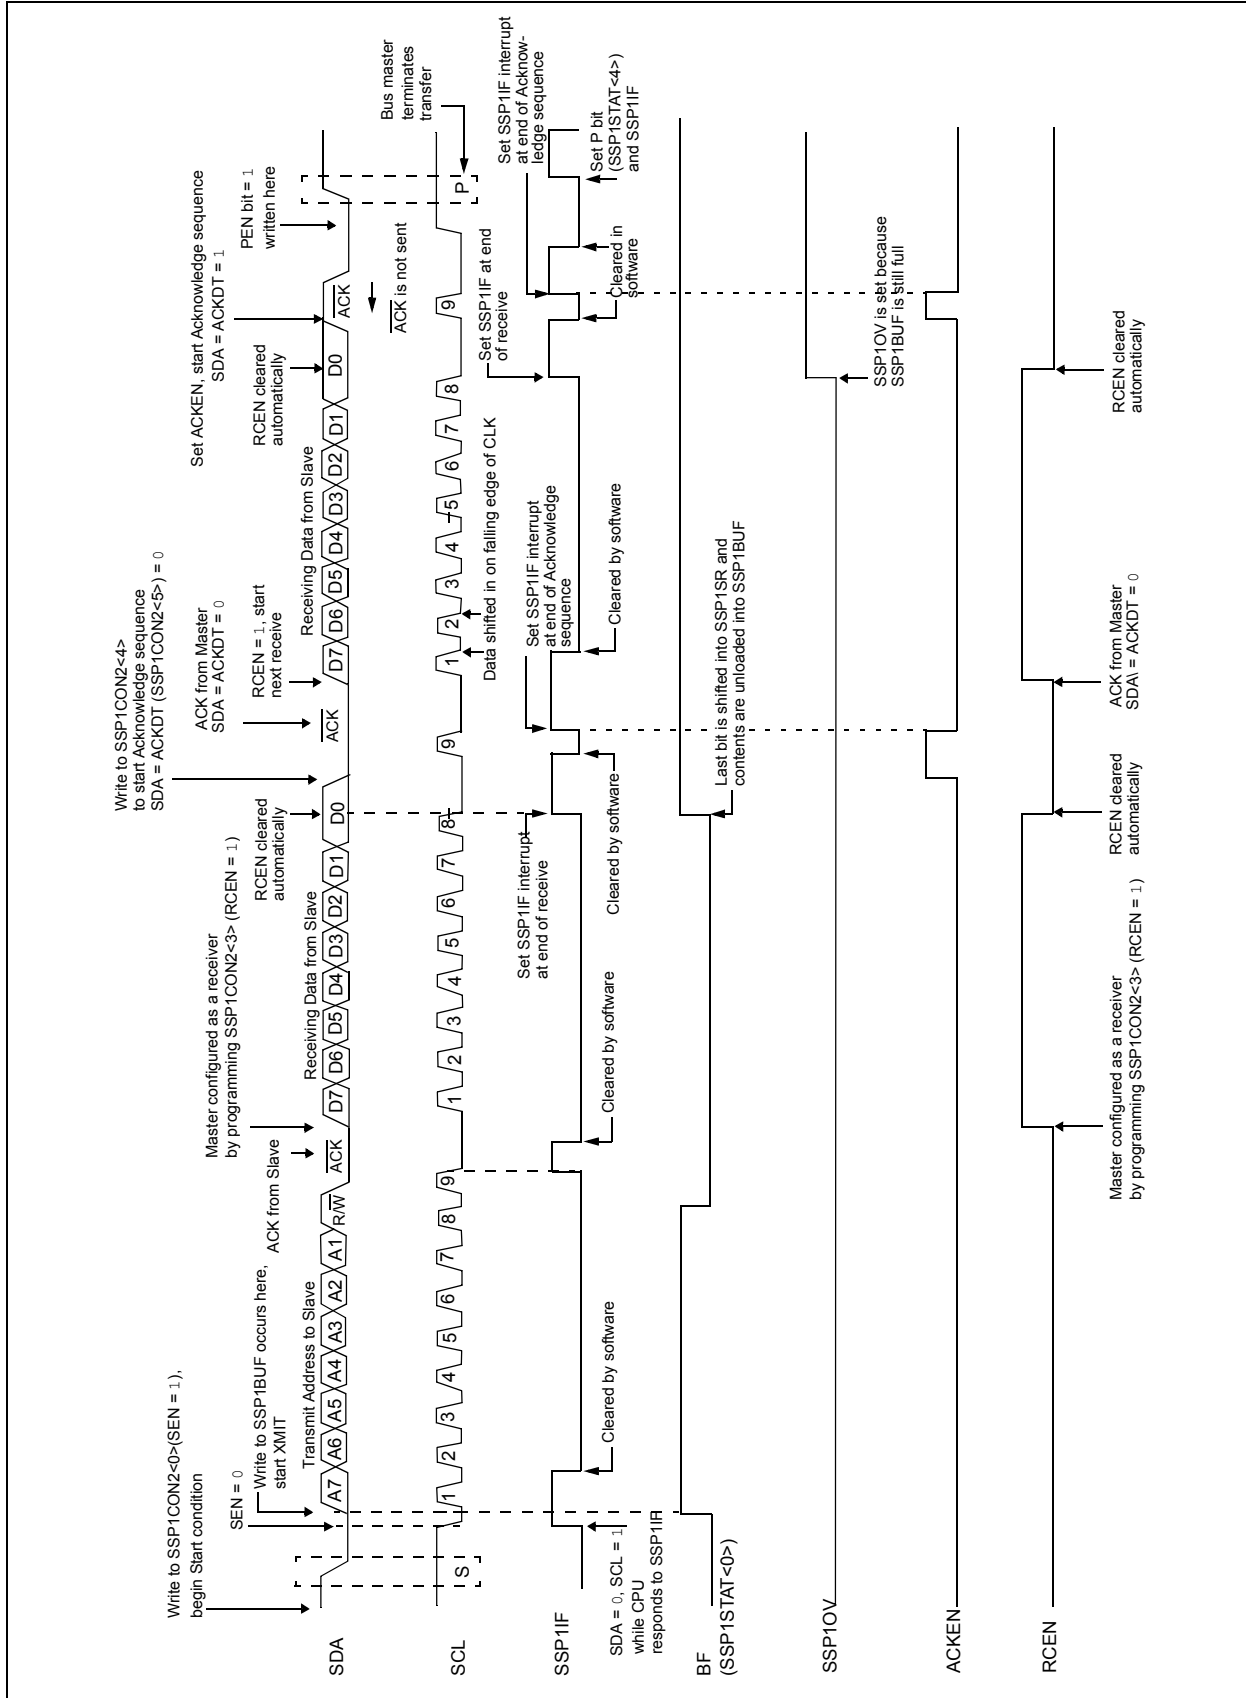 Write to SSP1CON2<0>(SEN = 1),
begin Start condition
SEN = 0
Write to SSP1BUF occurs here,
start XMIT
ACK from Slave
Master configured as a receiver
by programming SSP1CON2<3> (RCEN = 1)
RCEN cleared
automatically
Write to SSP1CON2<4>
to start Acknowledge sequence
SDA = ACKDT (SSP1CON2<5>) = 0
ACK from Master
SDA = ACKDT = 0
RCEN = 1, start
next receive
RCEN cleared
automatically
Set ACKEN, start Acknowledge sequence
SDA = ACKDT = 1
PEN bit = 1
written here
Transmit Address to Slave
Receiving Data from Slave
Receiving Data from Slave
SDA
A7 A6 A5 A4 A3 A2 A1 R/W ACK D7 D6 D5 D4 D3 D2 D1 D0 ACK D7 D6 D5 D4 D3 D2 D1 D0 ACK
ACK is not sent
Bus master
terminates
transfer
SCL
S 1 2 3 4 5 6 7 8 9 1 2 3 4 5 6 7 8 9 1 2 3 4 5 6 7 8 9 P
Data shifted in on falling edge of CLK
Set SSP1IF interrupt
at end of receive
Set SSP1IF interrupt
at end of Acknowledge
sequence
Set SSP1IF at end
of receive
Set SSP1IF interrupt
at end of Acknow-
ledge sequence
SSP1IF
SDA = 0, SCL = 1
while CPU
responds to SSP1IF
Cleared by software
Cleared by software
Cleared by software
Cleared by software
Cleared in
software
Set P bit
(SSP1STAT<4>)
and SSP1IF
BF
(SSP1STAT<0>)
Last bit is shifted into SSP1SR and
contents are unloaded into SSP1BUF
SSP1OV
SSP1OV is set because
SSP1BUF is still full
ACKEN
RCEN
Master configured as a receiver
by programming SSP1CON2<3> (RCEN = 1)
RCEN cleared
automatically
ACK from Master
SDA\ = ACKDT = 0
RCEN cleared
automatically